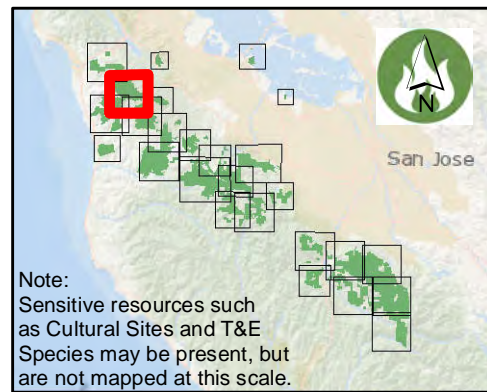 N
San Jose
Note:
Sensitive resources such
as Cultural Sites and T&E
Species may be present, but
are not mapped at this scale.